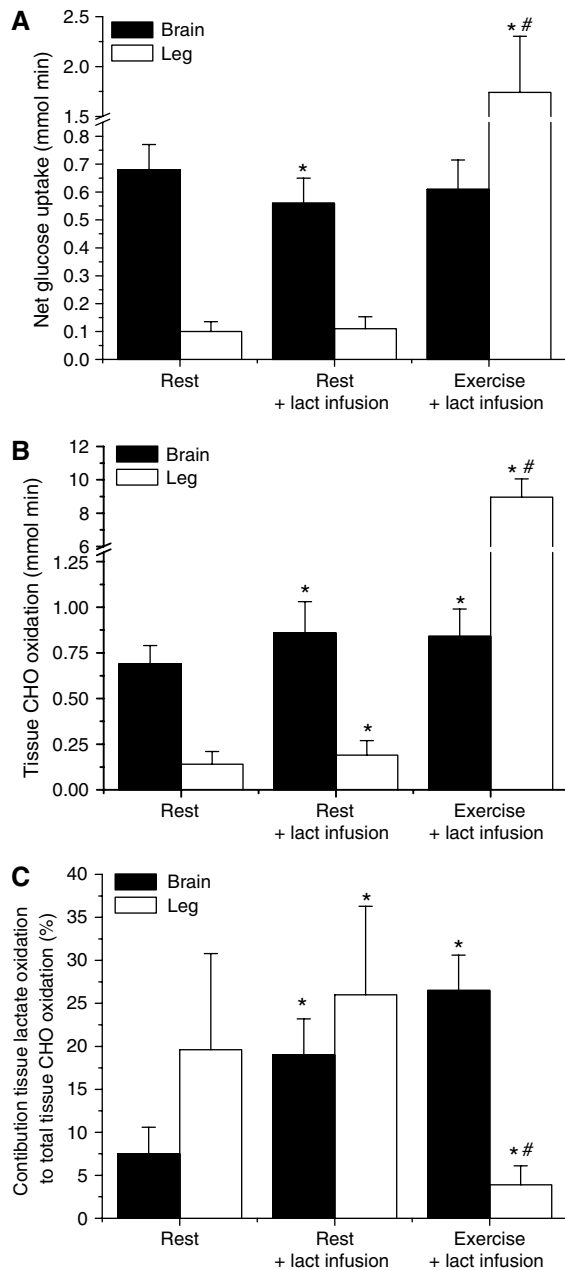 A
Brain
Leg
Net glucose uptake (mmol min)
2.5
2.0
1.5
0.9
0.8
0.7
0.6
0.5
0.4
0.3
0.2
0.1
0.0
*
* #
Rest
Rest
+ lact infusion
Exercise
+ lact infusion
B
Brain
Leg
Tissue CHO oxidation (mmol min)
12
10
8
6
1.25
1.00
0.75
0.50
0.25
0.00
*
*
*
* #
Rest
Rest
+ lact infusion
Exercise
+ lact infusion
C
Brain
Leg
Contibution tissue lactate oxidation
to total tissue CHO oxidation (%)
40
35
30
25
20
15
10
5
0
*
*
*
* #
Rest
Rest
+ lact infusion
Exercise
+ lact infusion